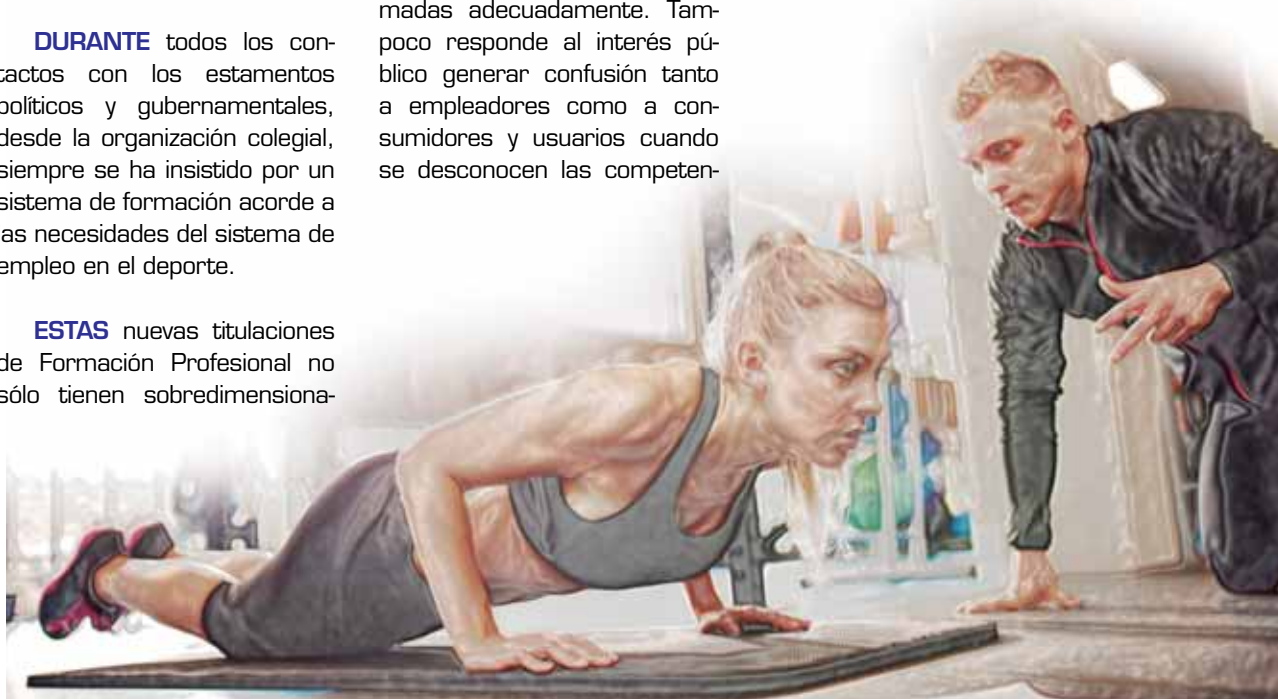 DURANTE todos los con-
tactos con los estamentos
políticos y gubernamentales,
desde la organización colegial,
siempre se ha insistido por un
sistema de formación acorde a
las necesidades del sistema de
empleo en el deporte.
ESTAS nuevas titulaciones
de Formación Profesional no
sólo tienen sobredimensiona-
madas adecuadamente. Tam-
poco responde al interés pú-
blico generar confusión tanto
a empleadores como a con-
sumidores y usuarios cuando
se desconocen las competen-